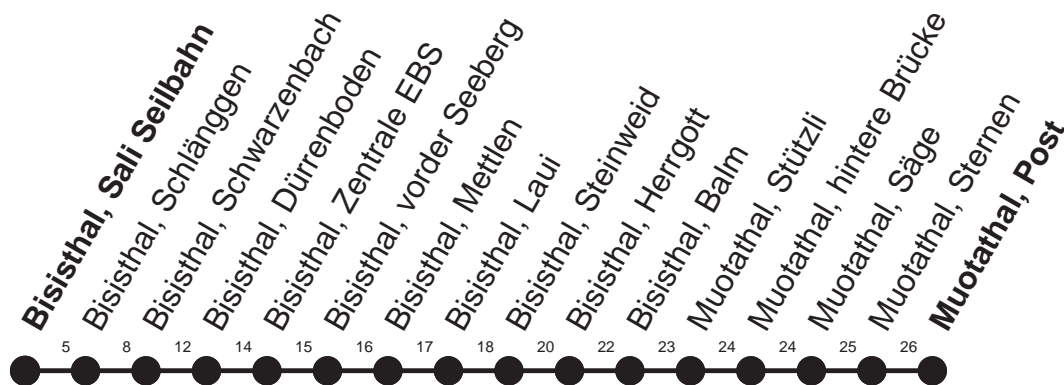 Bisisthal, Sali Seilbahn
Bisisthal, Schlänggen
Bisisthal, Schwarzenbach
Bisisthal, Dürrenboden
Bisisthal, Zentrale EBS
Bisisthal, vorder Seeberg
Bisisthal, Mettlen
Bisisthal, Laui
Bisisthal, Steinweid
Bisisthal, Herrgott
Bisisthal, Balm
Muotathal, Stützli
Muotathal, hintere Brücke
Muotathal, Säge
Muotathal, Sternen
Muotathal, Post
5 8 12 14 15 16 17 18 20 22 23 24 24 25 26